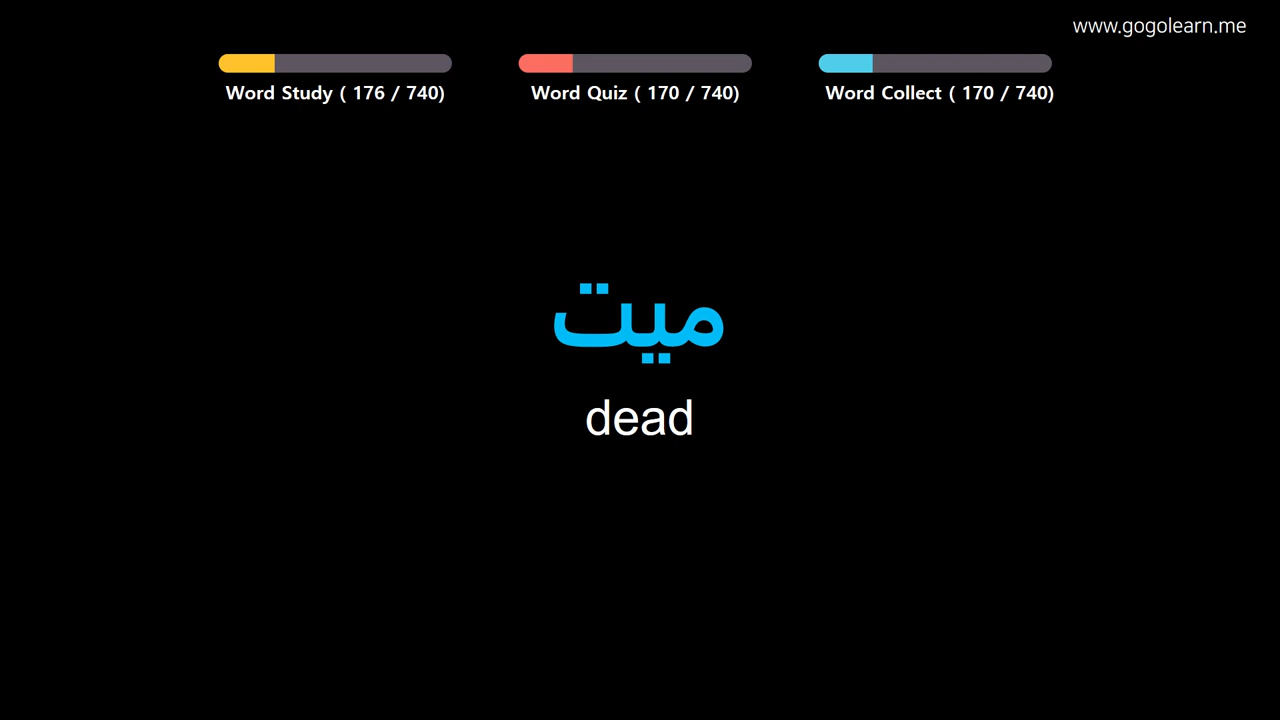 www.gogolearn.me
Word Study ( 176 / 740)
Word Quiz ( 170 / 740)
Word Collect ( 170 / 740)
ميت
dead